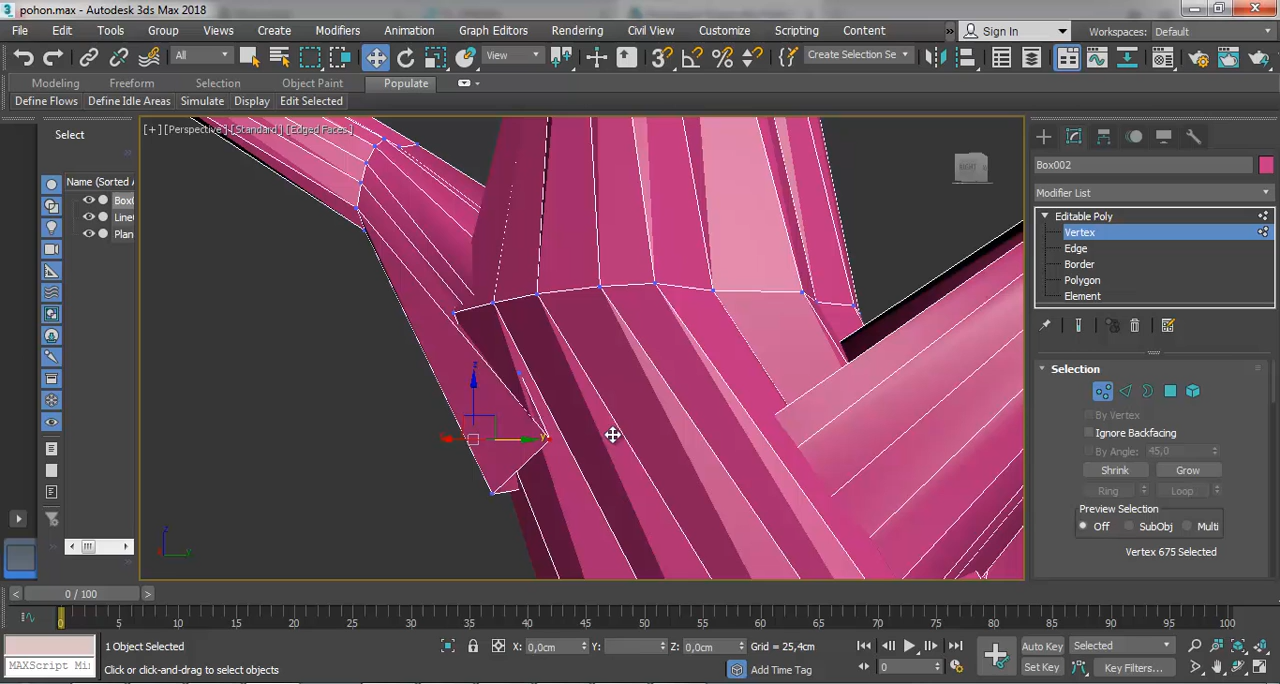 pohon.max - Autodesk 3ds Max 2018
File Edit Tools Group Views Create Modifiers Animation Graph Editors Rendering Civil View Customize Scripting Content » Sign In Workspaces: Default
All View Create Selection Se
Modeling Freeform Selection Object Paint Populate
Define Flows Define Idle Areas Simulate Display Edit Selected
Select
[+] [Perspective] [Standard] [Edged Faces]
RIGHT
Name (Sorted A
Box0
Line0
Plan
Box002
Modifier List
Editable Poly
Vertex
Edge
Border
Polygon
Element
Selection
By Vertex
Ignore Backfacing
By Angle: 45,0
Shrink Grow
Ring Loop
Preview Selection
Off SubObj Multi
Vertex 675 Selected
z
x y
z
x y
< 0 / 100 >
0 5 10 15 20 25 30 35 40 45 50 55 60 65 70 75 80 85 90 95 100
1 Object Selected X: 0,0cm Y: Z: 0,0cm Grid = 25,4cm Auto Key Selected
MAXScript Mi: Click or click-and-drag to select objects Add Time Tag 0 Set Key Key Filters...